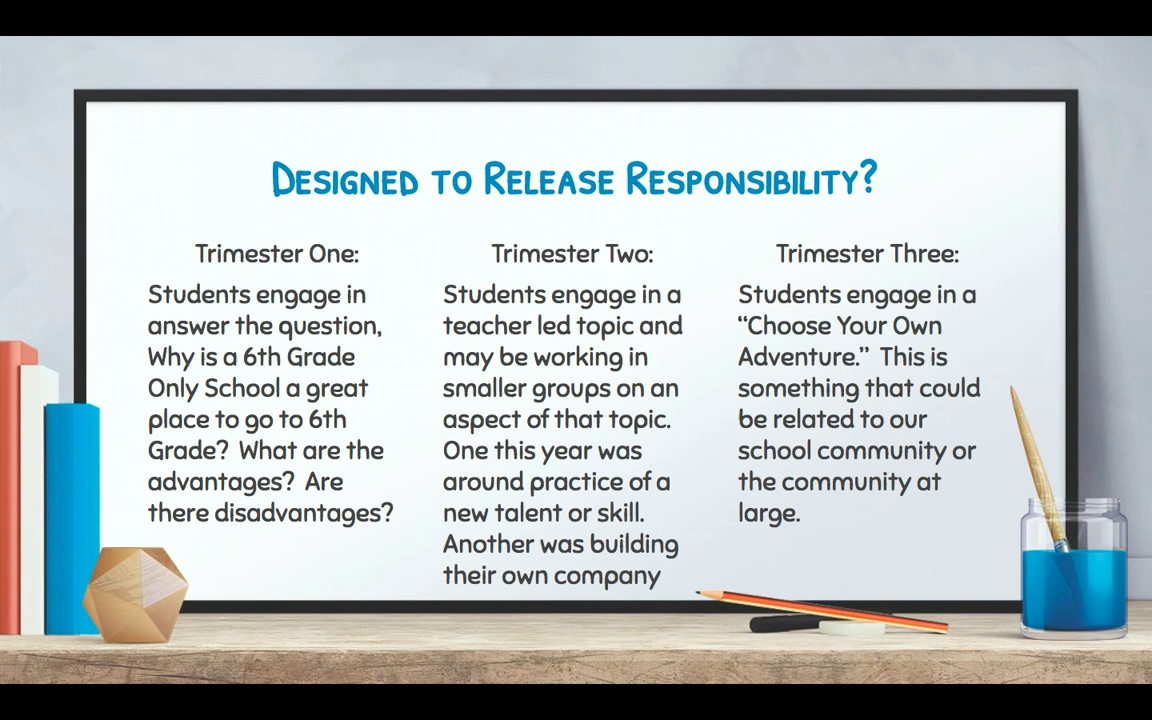 Designed to Release Responsibility?
Trimester One:
Students engage in
answer the question,
Why is a 6th Grade
Only School a great
place to go to 6th
Grade? What are the
advantages? Are
there disadvantages?
Trimester Two:
Students engage in a
teacher led topic and
may be working in
smaller groups on an
aspect of that topic.
One this year was
around practice of a
new talent or skill.
Another was building
their own company
Trimester Three:
Students engage in a
“Choose Your Own
Adventure.” This is
something that could
be related to our
school community or
the community at
large.